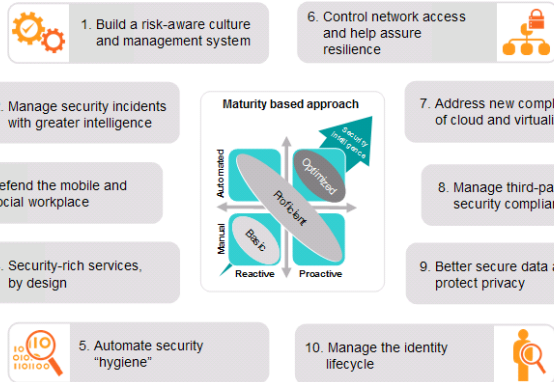 1. Build a risk-aware culture
and management system
. Manage security incidents
with greater intelligence
efend the mobile and
ocial workplace
. Security-rich services,
by design
5. Automate security
“hygiene”
Maturity based approach
Security
Intelligence
Automated
Manual
Optimized
Proficient
Basic
Reactive
Proactive
6. Control network access
and help assure
resilience
7. Address new compl
of cloud and virtuali
8. Manage third-pa
security complian
9. Better secure data a
protect privacy
10. Manage the identity
lifecycle